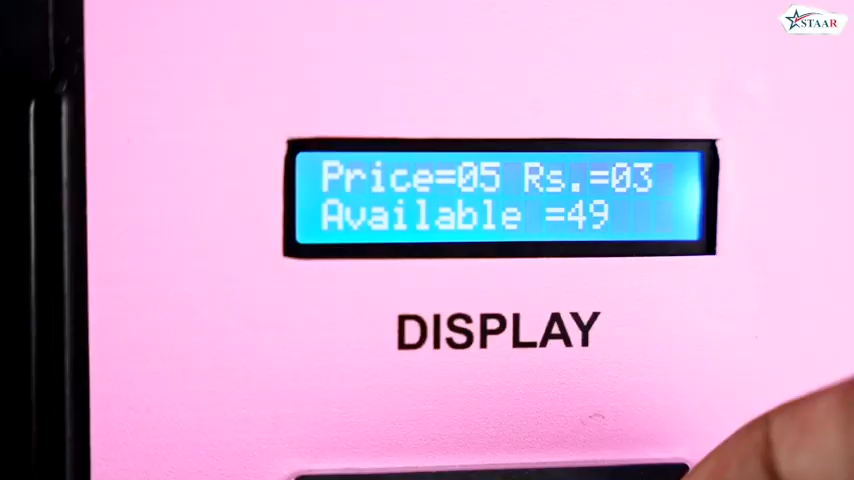 STAAR
Price=05 Rs.=03
Available =49
DISPLAY